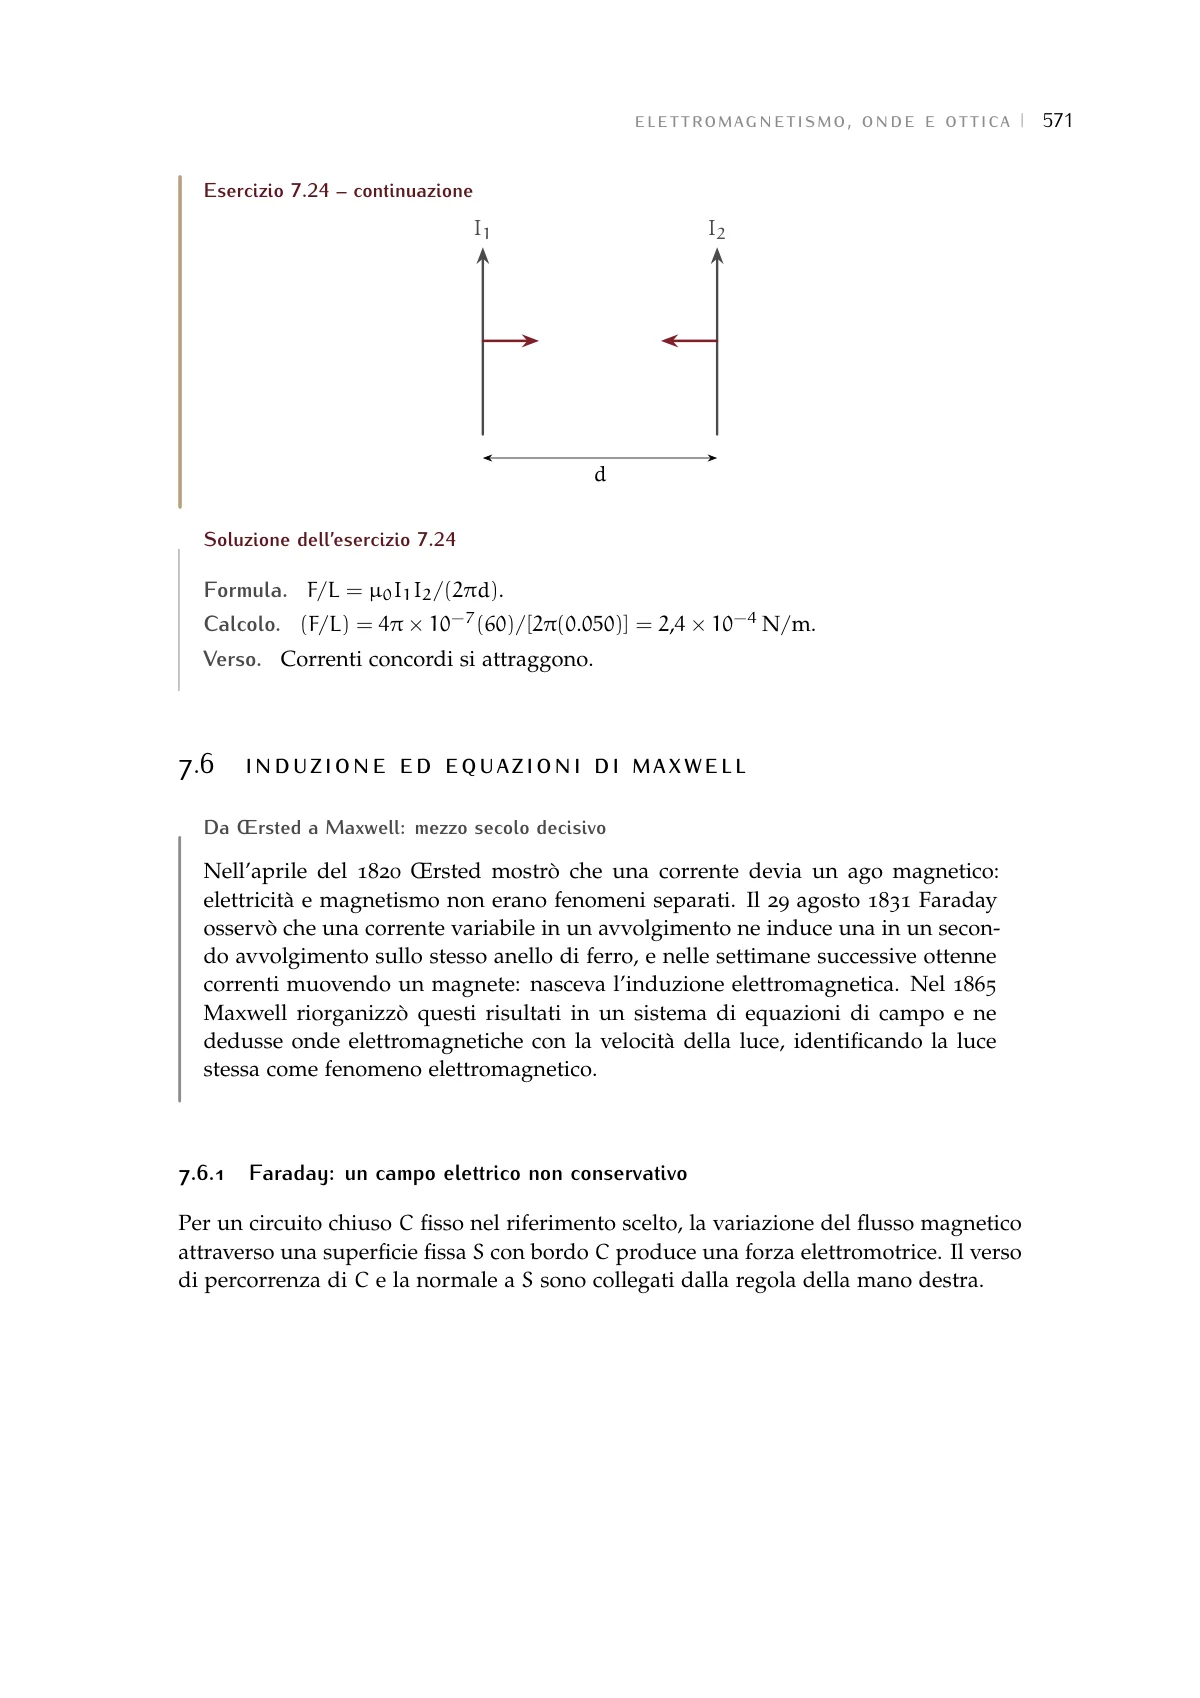 ELETTROMAGNETISMO, ONDE E OTTICA | 571
Esercizio 7.24 – continuazione
I₁ I₂
d
Soluzione dell'esercizio 7.24
Formula. F/L = μ₀I₁I₂/(2πd).
Calcolo. (F/L) = 4π × 10⁻⁷(60)/[2π(0.050)] = 2,4 × 10⁻⁴ N/m.
Verso. Correnti concordi si attraggono.
7.6 INDUZIONE ED EQUAZIONI DI MAXWELL
Da Œrsted a Maxwell: mezzo secolo decisivo
Nell'aprile del 1820 Œrsted mostrò che una corrente devia un ago magnetico:
elettricità e magnetismo non erano fenomeni separati. Il 29 agosto 1831 Faraday
osservò che una corrente variabile in un avvolgimento ne induce una in un secon-
do avvolgimento sullo stesso anello di ferro, e nelle settimane successive ottenne
correnti muovendo un magnete: nasceva l'induzione elettromagnetica. Nel 1865
Maxwell riorganizzò questi risultati in un sistema di equazioni di campo e ne
dedusse onde elettromagnetiche con la velocità della luce, identificando la luce
stessa come fenomeno elettromagnetico.
7.6.1 Faraday: un campo elettrico non conservativo
Per un circuito chiuso C fisso nel riferimento scelto, la variazione del flusso magnetico
attraverso una superficie fissa S con bordo C produce una forza elettromotrice. Il verso
di percorrenza di C e la normale a S sono collegati dalla regola della mano destra.